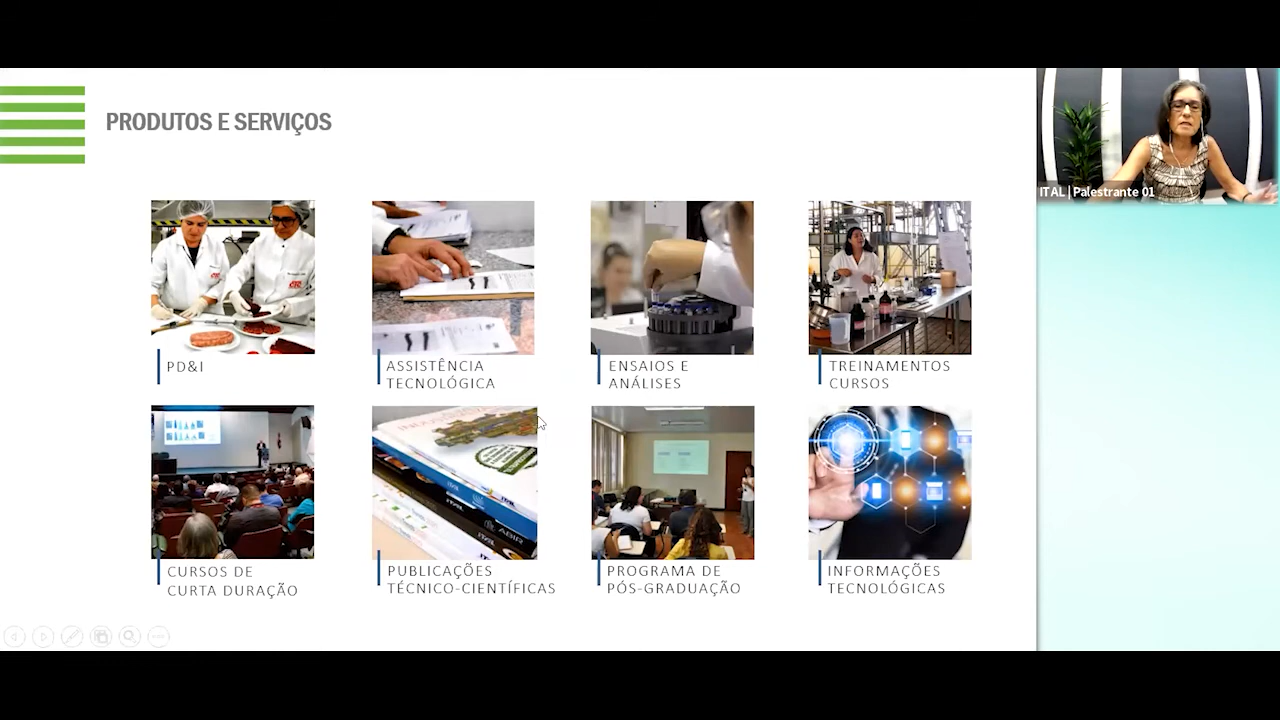 PRODUTOS E SERVIÇOS
ITAL | Palestrante 01
PD&I
ASSISTÊNCIA
TECNOLÓGICA
ENSAIOS E
ANÁLISES
TREINAMENTOS
CURSOS
CURSOS DE
CURTA DURAÇÃO
PUBLICAÇÕES
TÉCNICO-CIENTÍFICAS
PROGRAMA DE
PÓS-GRADUAÇÃO
INFORMAÇÕES
TECNOLÓGICAS